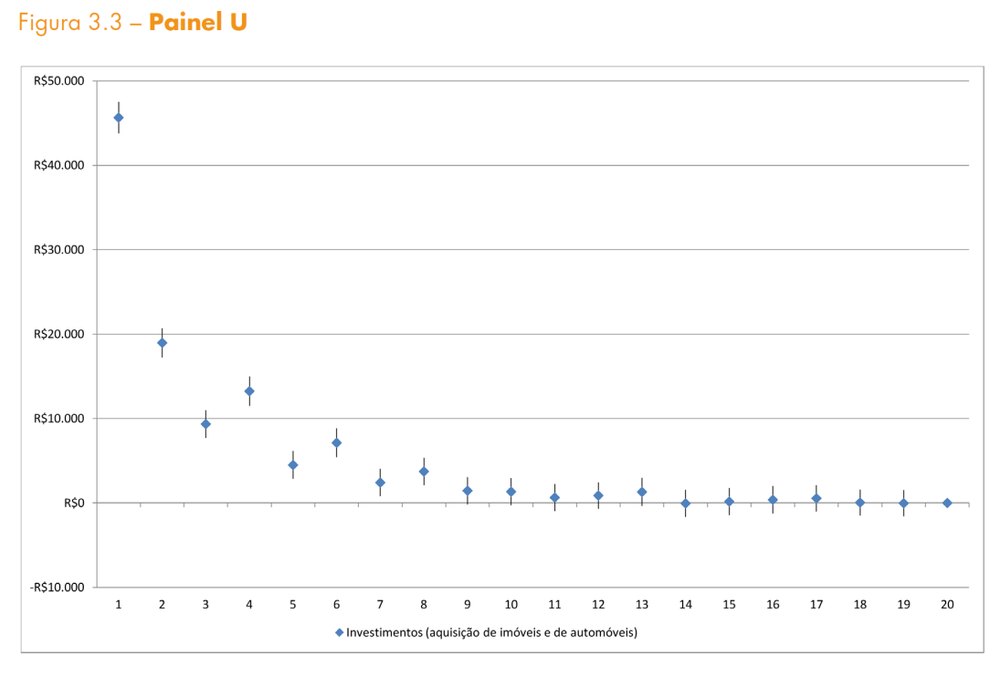 Figura 3.3 – Painel U
R$50.000
R$40.000
R$30.000
R$20.000
R$10.000
R$0
-R$10.000
1 2 3 4 5 6 7 8 9 10 11 12 13 14 15 16 17 18 19 20
Investimentos (aquisição de imóveis e de automóveis)